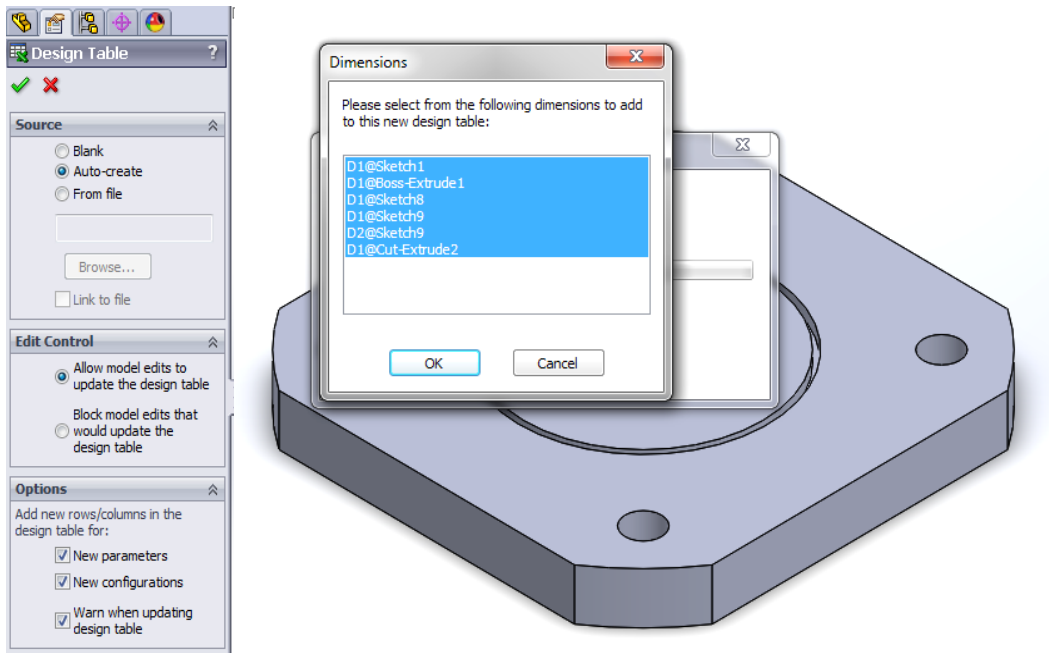 Design Table ?
Source
Blank
Auto-create
From file
Browse...
Link to file
Edit Control
Allow model edits to
update the design table
Block model edits that
would update the
design table
Options
Add new rows/columns in the
design table for:
New parameters
New configurations
Warn when updating
design table
Dimensions
Please select from the following dimensions to add
to this new design table:
D1@Sketch1
D1@Boss-Extrude1
D1@Sketch8
D1@Sketch9
D2@Sketch9
D1@Cut-Extrude2
OK
Cancel